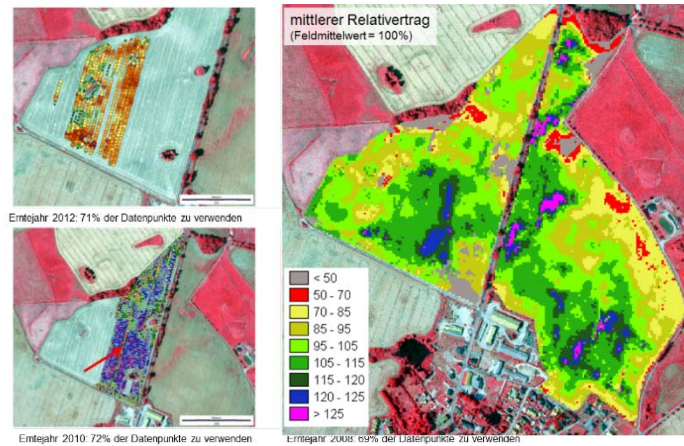 mittlerer Relativertrag
(Feldmittelwert = 100%)
Erntejahr 2012: 71% der Datenpunkte zu verwenden
< 50
50 - 70
70 - 85
85 - 95
95 - 105
105 - 115
115 - 120
120 - 125
> 125
Erntejahr 2010: 72% der Datenpunkte zu verwenden
Erntejahr 2008: 69% der Datenpunkte zu verwenden